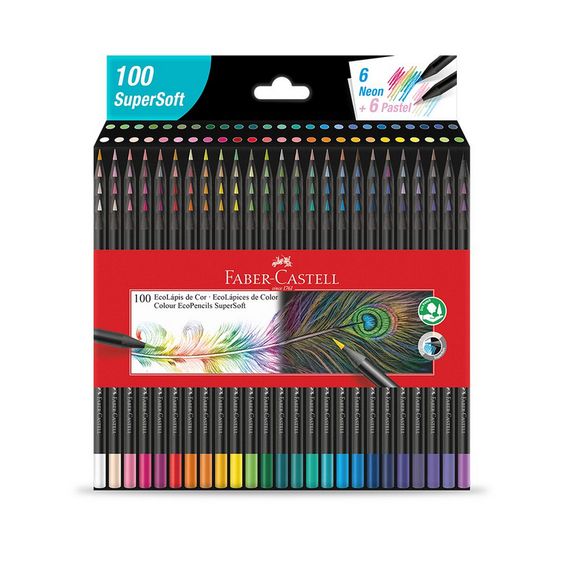 100
SuperSoft
6
Neon
+ 6 Pastel
FABER-CASTELL
since 1761
100 EcoLápis de Cor · EcoLápices de Color
Colour EcoPencils SuperSoft